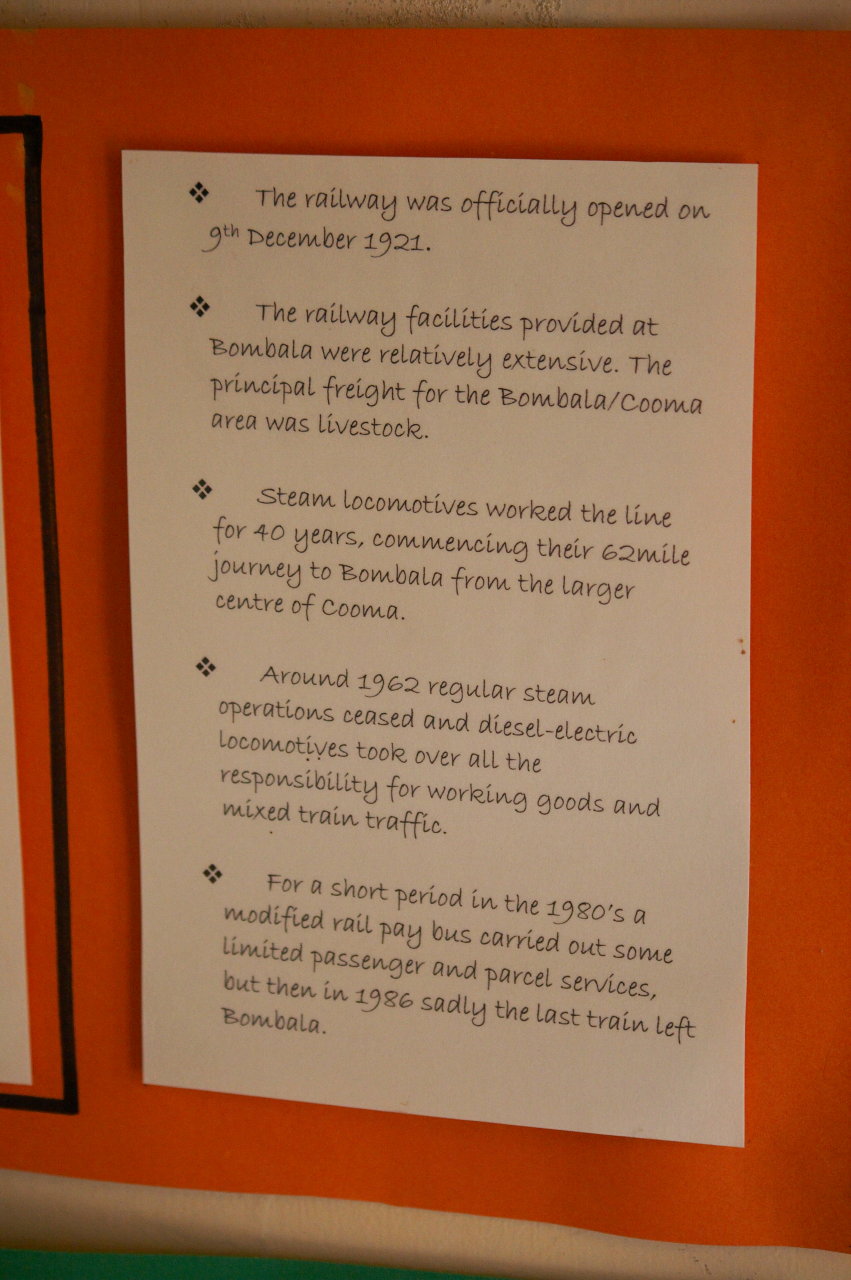 ❖ The railway was officially opened on
9th December 1921.
❖ The railway facilities provided at
Bombala were relatively extensive. The
principal freight for the Bombala/Cooma
area was livestock.
❖ Steam locomotives worked the line
for 40 years, commencing their 62mile
journey to Bombala from the larger
centre of Cooma.
❖ Around 1962 regular steam
operations ceased and diesel-electric
locomotives took over all the
responsibility for working goods and
mixed train traffic.
❖ For a short period in the 1980's a
modified rail pay bus carried out some
limited passenger and parcel services,
but then in 1986 sadly the last train left
Bombala.